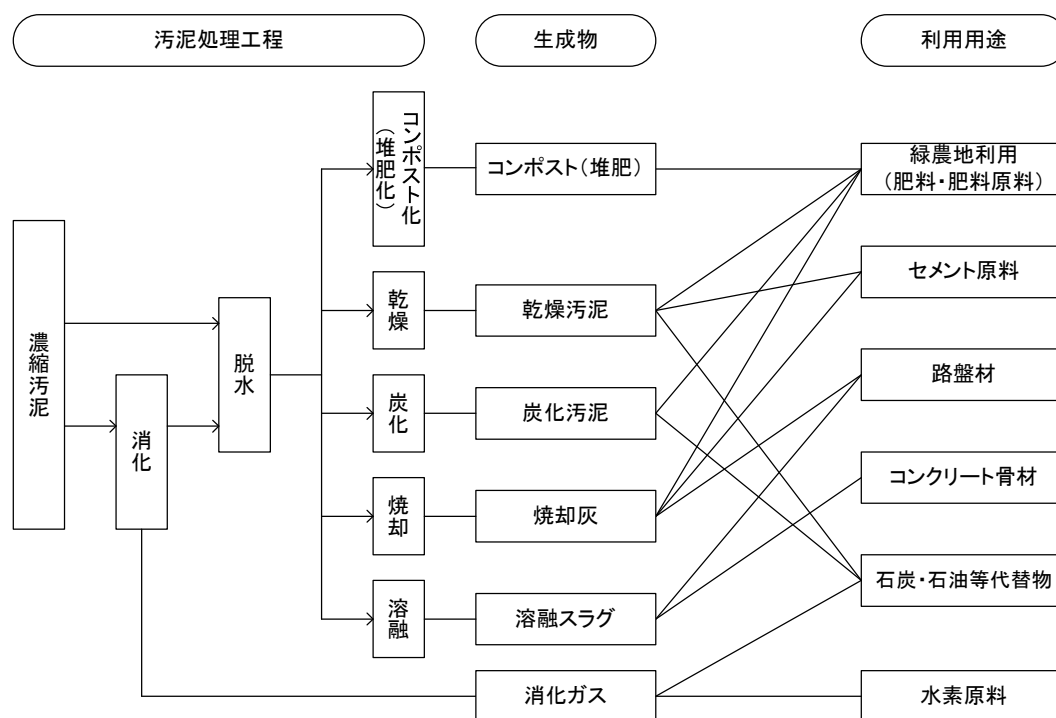 汚泥処理工程
生成物
利用用途
濃縮汚泥
消化
脱水
コンポスト化
（堆肥化）
乾燥
炭化
焼却
溶融
コンポスト（堆肥）
乾燥汚泥
炭化汚泥
焼却灰
溶融スラグ
消化ガス
緑農地利用
（肥料・肥料原料）
セメント原料
路盤材
コンクリート骨材
石炭・石油等代替物
水素原料